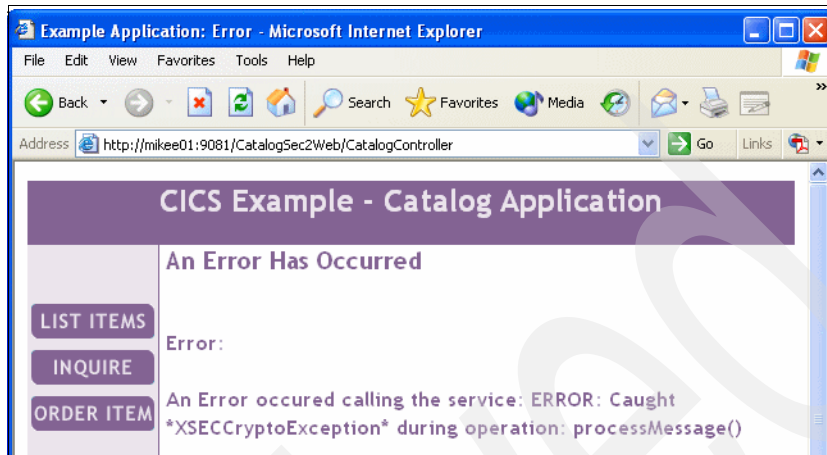 Example Application: Error - Microsoft Internet Explorer
File Edit View Favorites Tools Help
Back Search Favorites Media »
Address http://mikee01:9081/CatalogSec2Web/CatalogController Go Links
CICS Example - Catalog Application
An Error Has Occurred
LIST ITEMS
Error:
INQUIRE
An Error occured calling the service: ERROR: Caught
ORDER ITEM
*XSECCryptoException* during operation: processMessage()